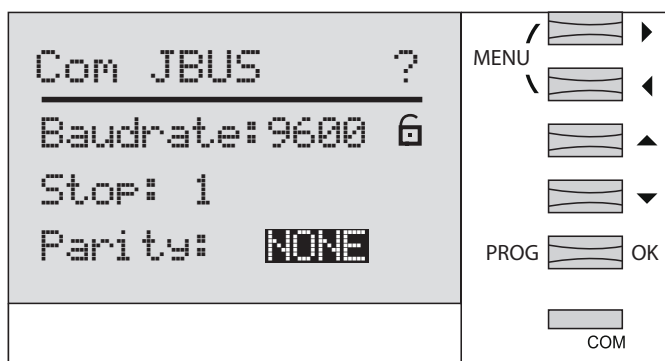 Com JBUS ?
Baudrate:9600
Stop: 1
Parity: NONE
MENU
PROG OK
COM